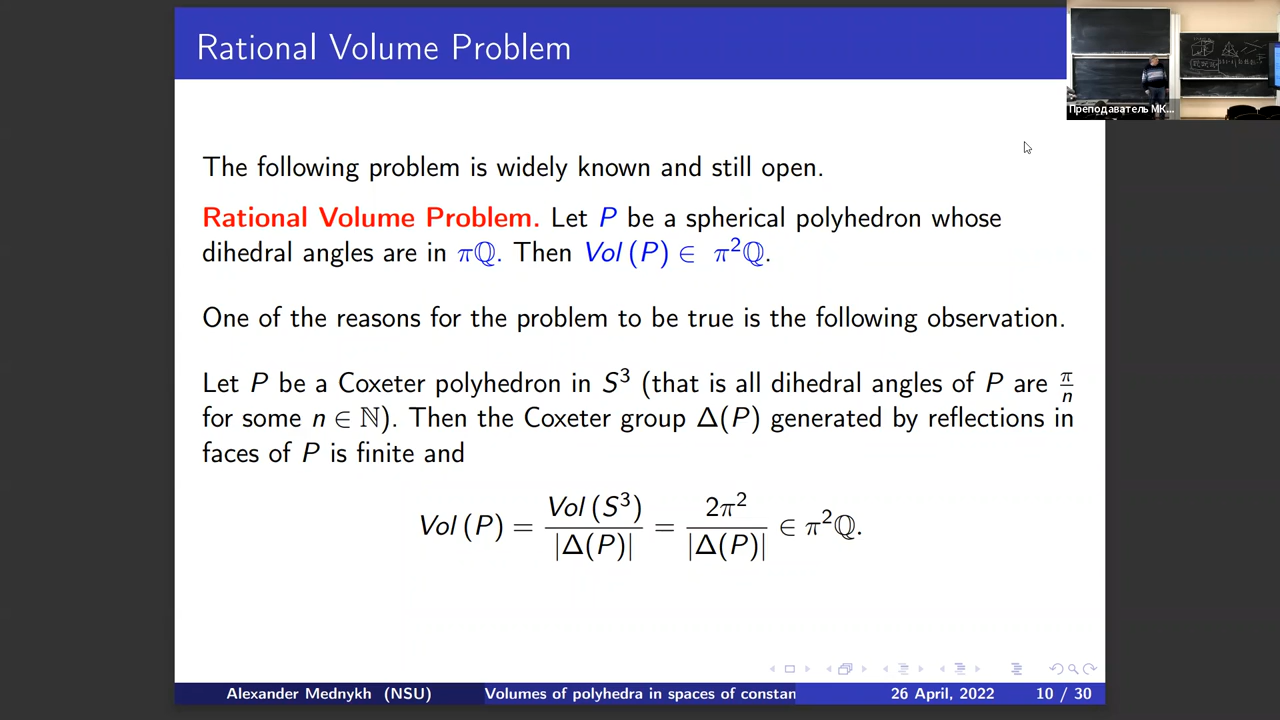 Rational Volume Problem
Преподаватель МК...
The following problem is widely known and still open.
Rational Volume Problem. Let P be a spherical polyhedron whose
dihedral angles are in πℚ. Then Vol (P) ∈ π²ℚ.
One of the reasons for the problem to be true is the following observation.
Let P be a Coxeter polyhedron in S³ (that is all dihedral angles of P are π/n
for some n ∈ ℕ). Then the Coxeter group Δ(P) generated by reflections in
faces of P is finite and
Vol (P) = Vol (S³)/|Δ(P)| = 2π²/|Δ(P)| ∈ π²ℚ.
Alexander Mednykh (NSU) Volumes of polyhedra in spaces of constan 26 April, 2022 10 / 30